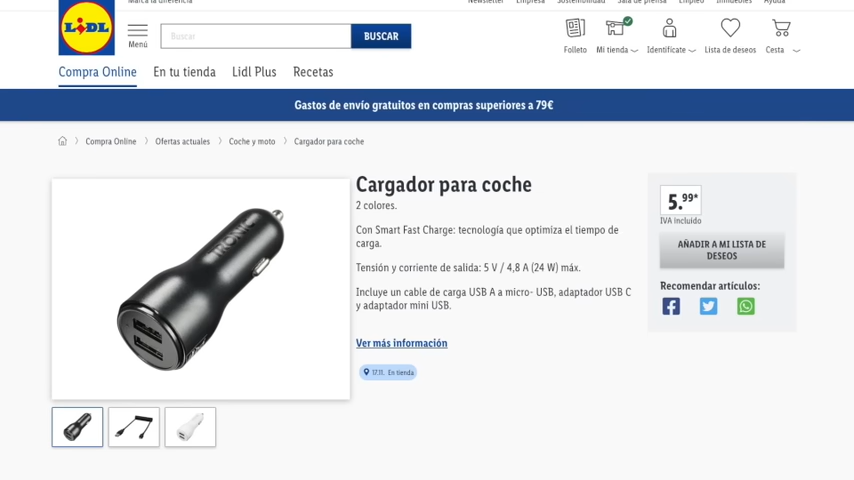 Marca la diferencia
Newsletter Empresa Sostenibilidad Sala de prensa Empleo Inmuebles Ayuda
LIDL
Menú
Buscar
BUSCAR
Folleto Mi tienda Identifícate Lista de deseos Cesta
Compra Online En tu tienda Lidl Plus Recetas
Gastos de envío gratuitos en compras superiores a 79€
Compra Online Ofertas actuales Coche y moto Cargador para coche
TRONIC
Cargador para coche
2 colores.
Con Smart Fast Charge: tecnología que optimiza el tiempo de
carga.
Tensión y corriente de salida: 5 V / 4,8 A (24 W) máx.
Incluye un cable de carga USB A a micro- USB, adaptador USB C
y adaptador mini USB.
Ver más información
17.11. En tienda
5.99*
IVA incluido
AÑADIR A MI LISTA DE
DESEOS
Recomendar artículos: